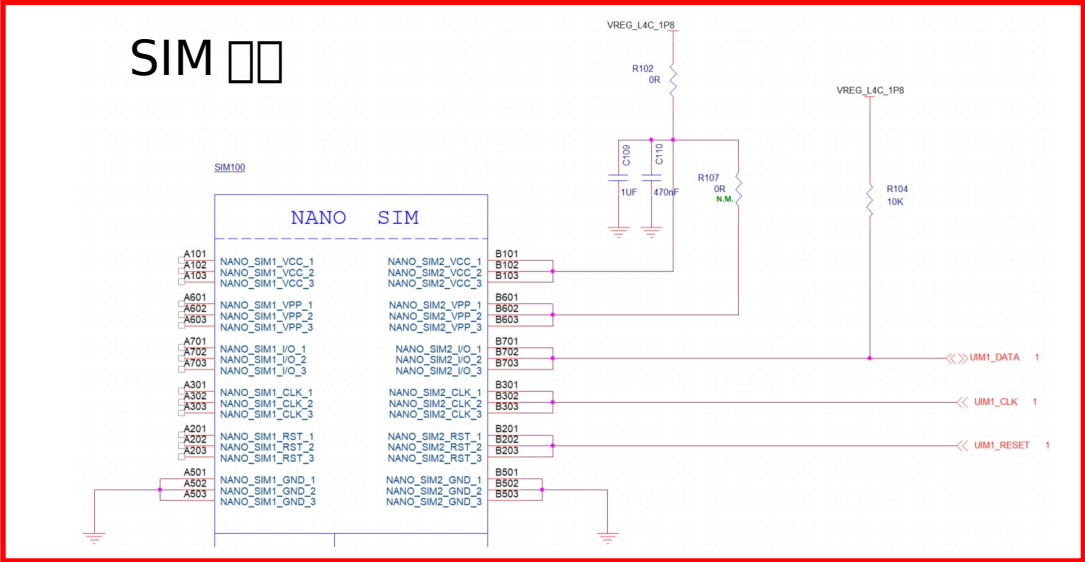 SIM
VREG_L4C_1P8
R102
0R
VREG_L4C_1P8
C109
C110
1UF
470nF
R107
0R
N.M.
R104
10K
SIM100
NANO SIM
A101 NANO_SIM1_VCC_1 NANO_SIM2_VCC_1 B101
A102 NANO_SIM1_VCC_2 NANO_SIM2_VCC_2 B102
A103 NANO_SIM1_VCC_3 NANO_SIM2_VCC_3 B103
A601 NANO_SIM1_VPP_1 NANO_SIM2_VPP_1 B601
A602 NANO_SIM1_VPP_2 NANO_SIM2_VPP_2 B602
A603 NANO_SIM1_VPP_3 NANO_SIM2_VPP_3 B603
A701 NANO_SIM1_I/O_1 NANO_SIM2_I/O_1 B701
A702 NANO_SIM1_I/O_2 NANO_SIM2_I/O_2 B702 UIM1_DATA 1
A703 NANO_SIM1_I/O_3 NANO_SIM2_I/O_3 B703
A301 NANO_SIM1_CLK_1 NANO_SIM2_CLK_1 B301
A302 NANO_SIM1_CLK_2 NANO_SIM2_CLK_2 B302 UIM1_CLK 1
A303 NANO_SIM1_CLK_3 NANO_SIM2_CLK_3 B303
A201 NANO_SIM1_RST_1 NANO_SIM2_RST_1 B201
A202 NANO_SIM1_RST_2 NANO_SIM2_RST_2 B202 UIM1_RESET 1
A203 NANO_SIM1_RST_3 NANO_SIM2_RST_3 B203
A501 NANO_SIM1_GND_1 NANO_SIM2_GND_1 B501
A502 NANO_SIM1_GND_2 NANO_SIM2_GND_2 B502
A503 NANO_SIM1_GND_3 NANO_SIM2_GND_3 B503